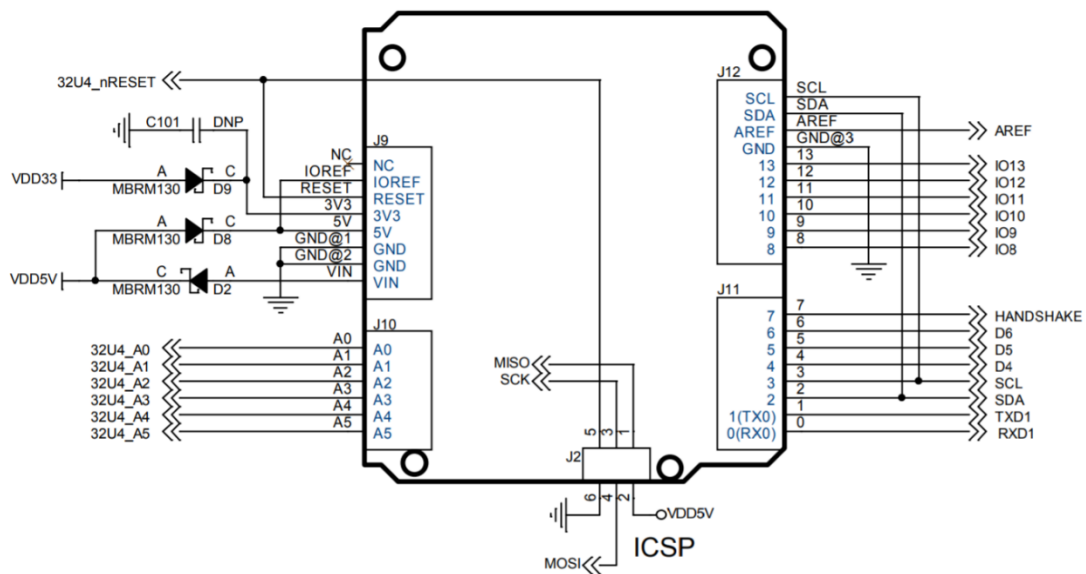 32U4_nRESET
C101 DNP
A C
VDD33
MBRM130 D9
A C
MBRM130 D8
C A
VDD5V
MBRM130 D2
J9
NC NC
IOREF IOREF
RESET RESET
3V3 3V3
5V 5V
GND@1 GND
GND@2 GND
VIN VIN
J10
32U4_A0 A0 A0
32U4_A1 A1 A1
32U4_A2 A2 A2
32U4_A3 A3 A3
32U4_A4 A4 A4
32U4_A5 A5 A5
J12
SCL SCL
SDA SDA
AREF AREF AREF
GND GND@3
13 13 IO13
12 12 IO12
11 11 IO11
10 10 IO10
9 9 IO9
8 8 IO8
J11
7 7 HANDSHAKE
6 6 D6
5 5 D5
4 4 D4
3 3 SCL
2 2 SDA
1(TX0) 1 TXD1
0(RX0) 0 RXD1
MISO
SCK
5 3 1
J2
6 4 2
VDD5V
ICSP
MOSI